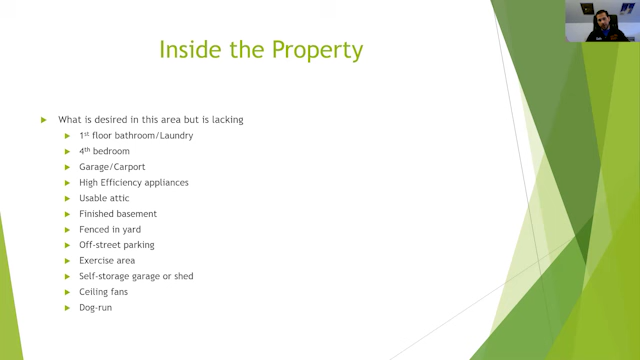 Inside the Property
What is desired in this area but is lacking
1st floor bathroom/Laundry
4th bedroom
Garage/Carport
High Efficiency appliances
Usable attic
Finished basement
Fenced in yard
Off-street parking
Exercise area
Self-storage garage or shed
Ceiling fans
Dog-run